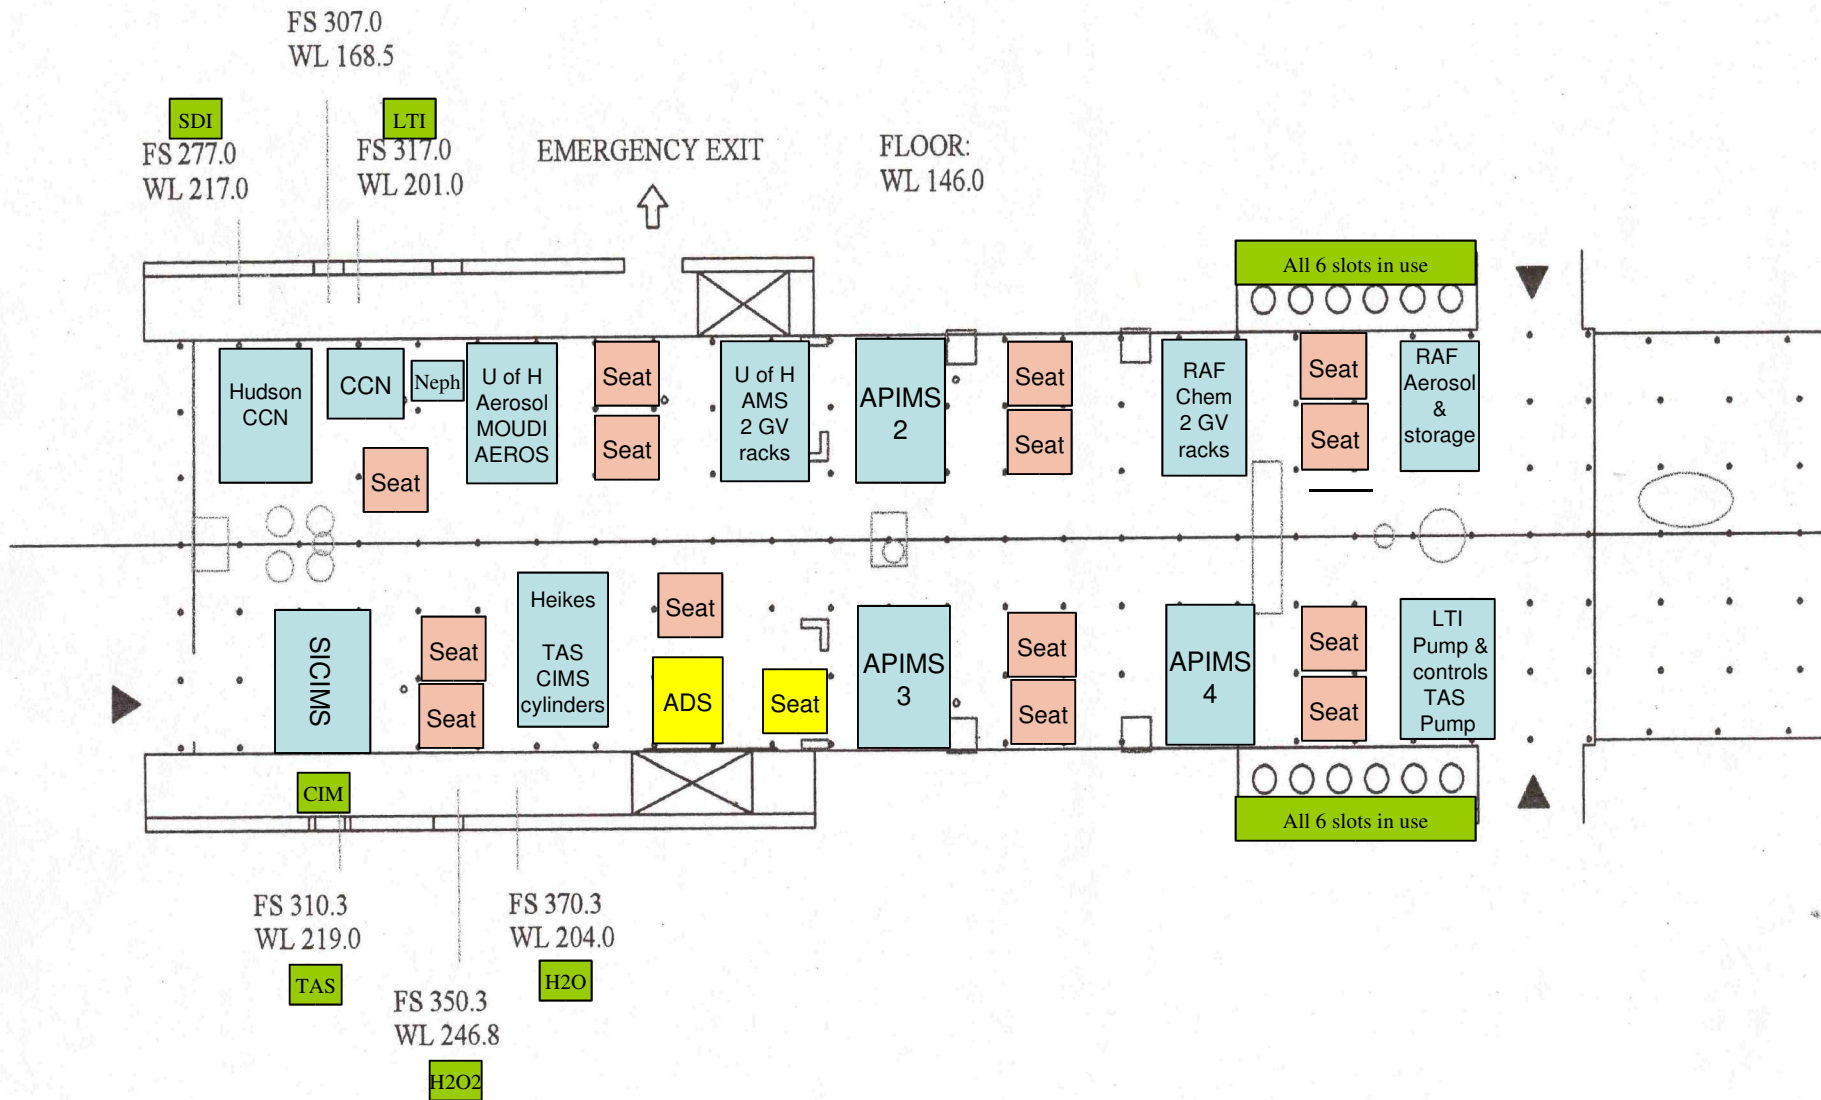 FS 307.0
WL 168.5
SDI
LTI
FS 277.0
WL 217.0
FS 317.0
WL 201.0
EMERGENCY EXIT
FLOOR:
WL 146.0
All 6 slots in use
Hudson
CCN
CCN
Neph
U of H
Aerosol
MOUDI
AEROS
Seat
Seat
Seat
U of H
AMS
2 GV
racks
APIMS
2
Seat
Seat
RAF
Chem
2 GV
racks
Seat
Seat
RAF
Aerosol
&
storage
SICIMS
Seat
Seat
Heikes
TAS
CIMS
cylinders
Seat
ADS
Seat
APIMS
3
Seat
Seat
APIMS
4
Seat
Seat
LTI
Pump &
controls
TAS
Pump
CIM
All 6 slots in use
FS 310.3
WL 219.0
TAS
FS 370.3
WL 204.0
H2O
FS 350.3
WL 246.8
H2O2